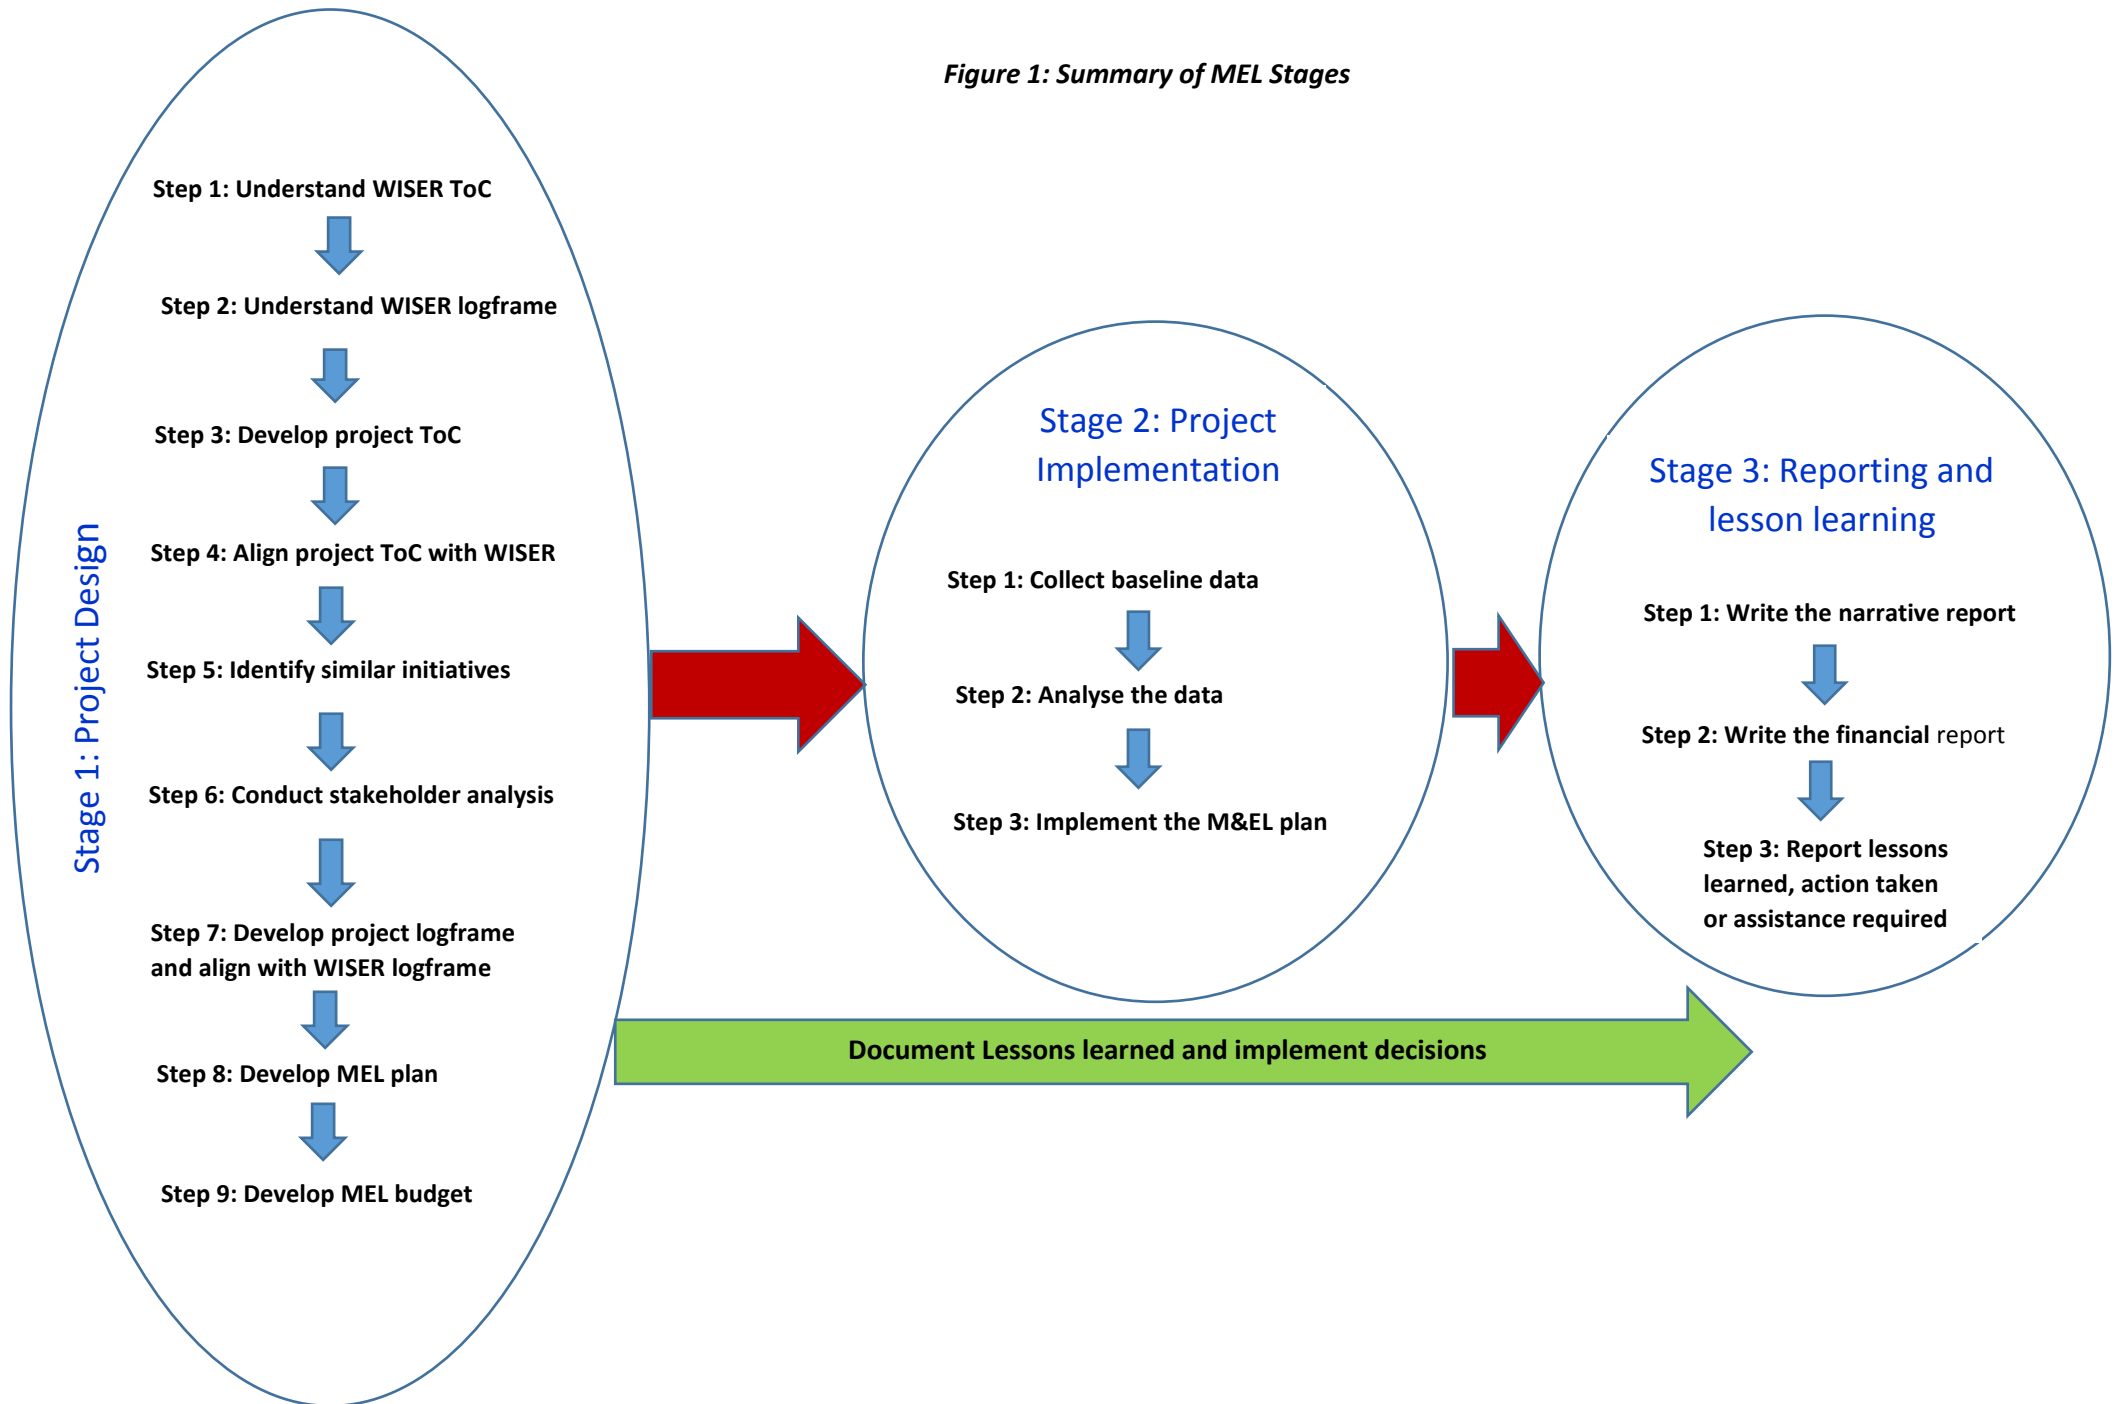 Figure 1: Summary of MEL Stages
Stage 1: Project Design
Step 1: Understand WISER ToC
Step 2: Understand WISER logframe
Step 3: Develop project ToC
Step 4: Align project ToC with WISER
Step 5: Identify similar initiatives
Step 6: Conduct stakeholder analysis
Step 7: Develop project logframe
and align with WISER logframe
Step 8: Develop MEL plan
Step 9: Develop MEL budget
Stage 2: Project
Implementation
Step 1: Collect baseline data
Step 2: Analyse the data
Step 3: Implement the M&EL plan
Stage 3: Reporting and
lesson learning
Step 1: Write the narrative report
Step 2: Write the financial report
Step 3: Report lessons
learned, action taken
or assistance required
Document Lessons learned and implement decisions